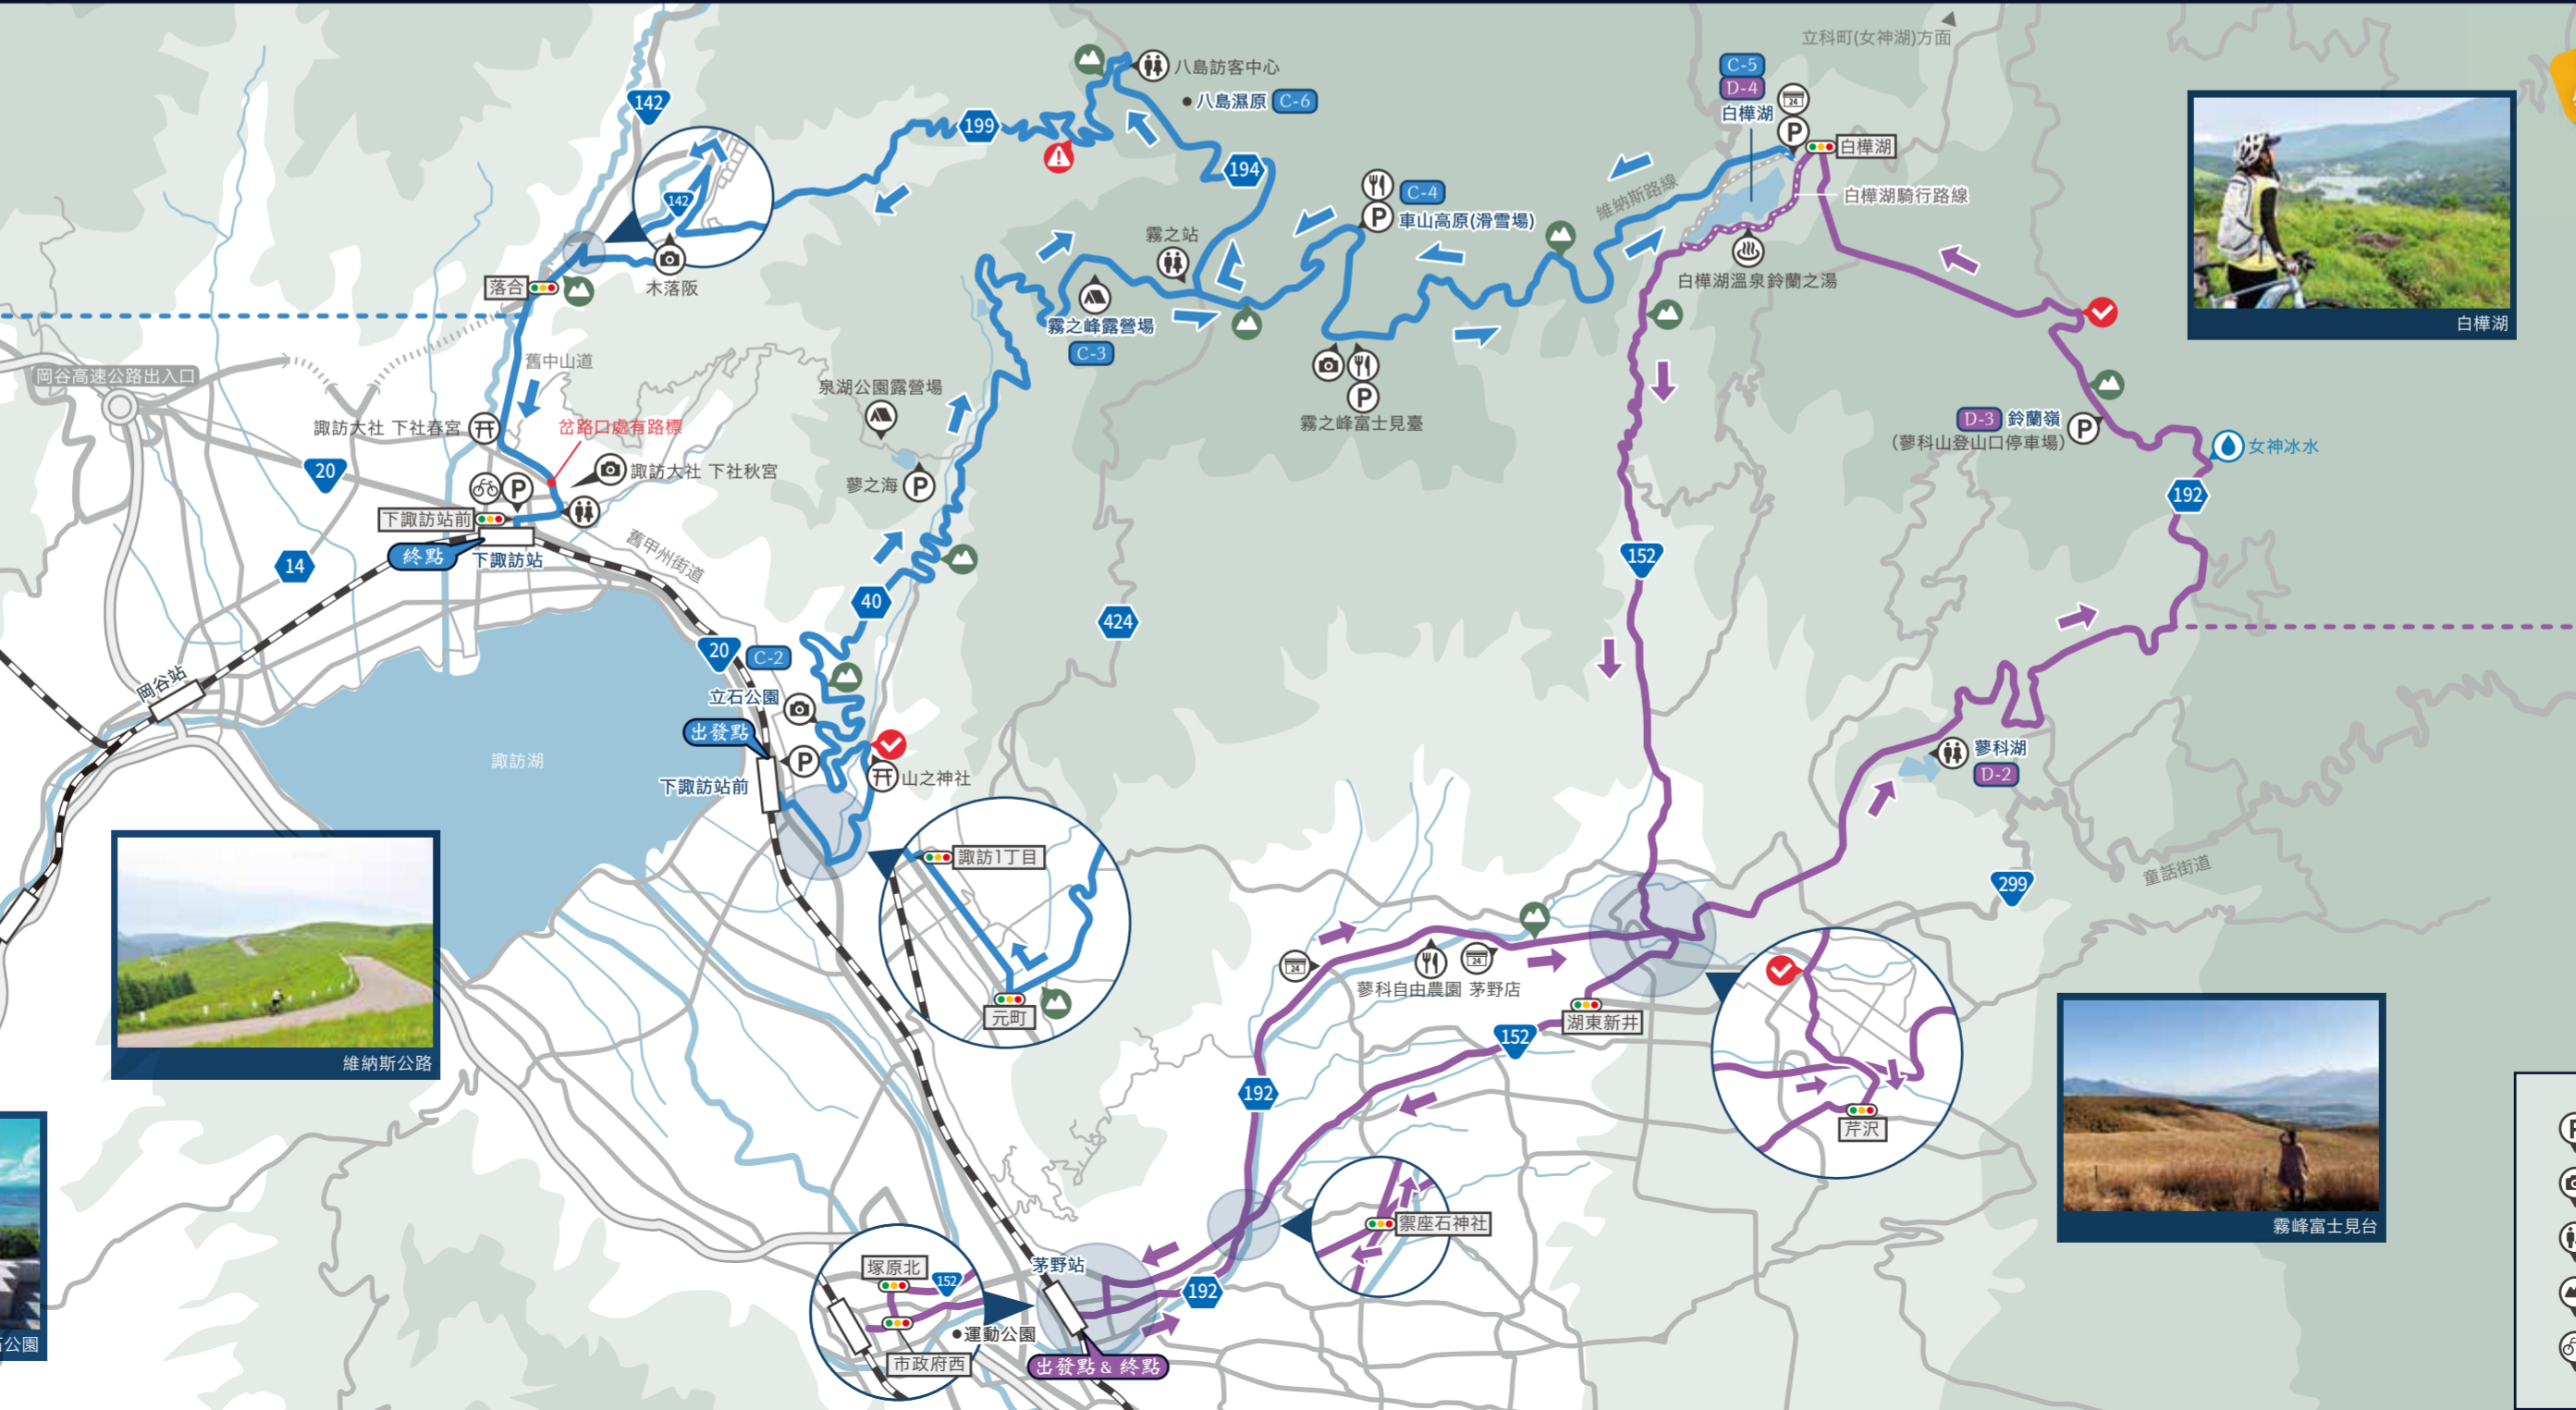 立科町(女神湖)方面
142
八島訪客中心
八島濕原 C-6
C-5
D-4
白樺湖
24
P
白樺湖
白樺湖騎行路線
199
194
142
C-4
P
車山高原(滑雪場)
維納斯路線
霧之站
木落阪
落合
白樺湖溫泉鈴蘭之湯
霧之峰露營場
C-3
白樺湖
舊中山道
岡谷高速公路出入口
泉湖公園露營場
P
霧之峰富士見臺
諏訪大社 下社春宮
岔路口處有路標
D-3 鈴蘭嶺
(蓼科山登山口停車場)
P
女神冰水
20
諏訪大社 下社秋宮
P
蓼之海 P
192
下諏訪站前
終點
下諏訪站
舊甲州街道
152
14
40
424
20
C-2
岡谷站
立石公園
出發點
諏訪湖
P
下諏訪站前
山之神社
蓼科湖
D-2
諏訪1丁目
元町
童話街道
299
24
24
蓼科自由農園 茅野店
湖東新井
152
維納斯公路
192
芹沢
禦座石神社
霧峰富士見台
塚原北
152
茅野站
192
運動公園
市政府西
出發點 & 終點
公園